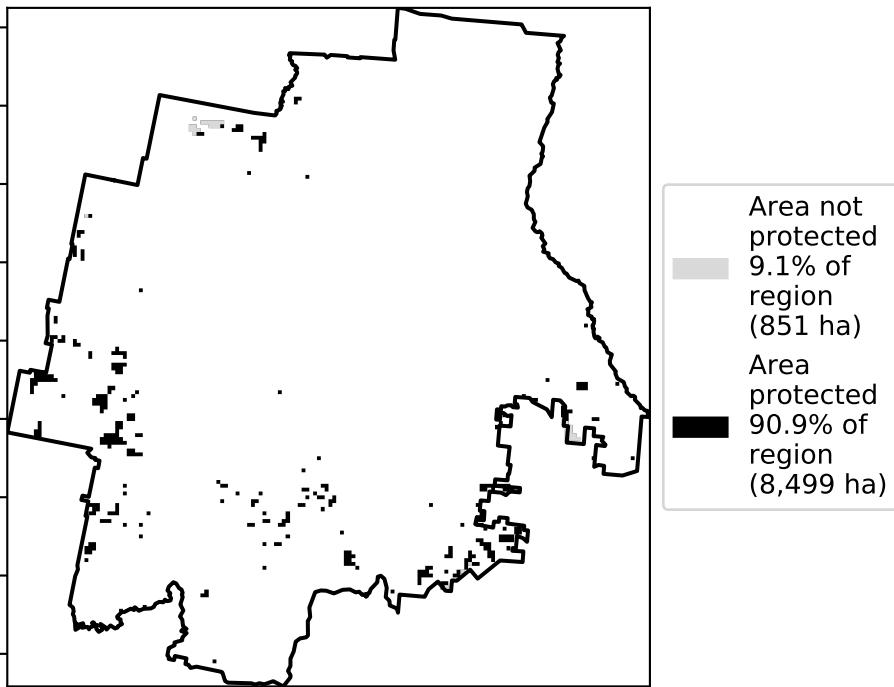 Area not
protected
9.1% of
region
(851 ha)
Area
protected
90.9% of
region
(8,499 ha)